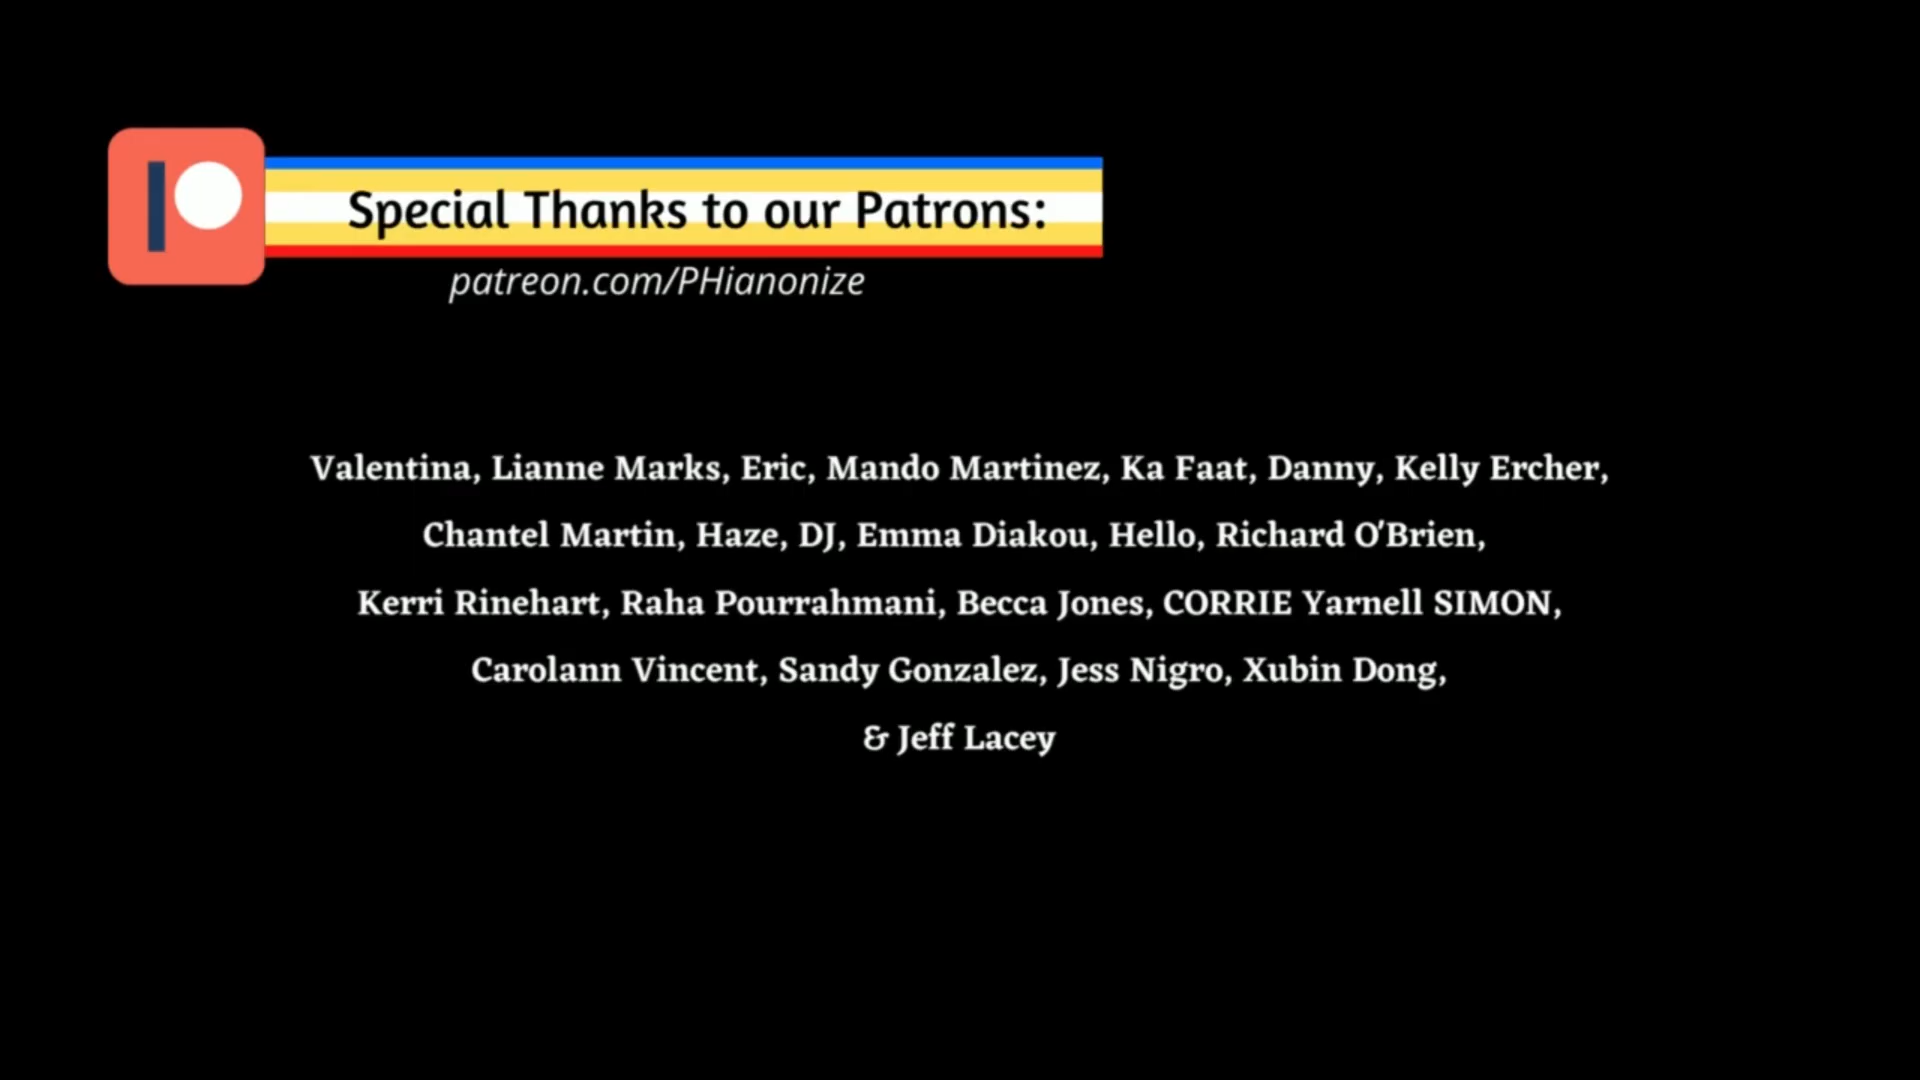 Special Thanks to our Patrons:
patreon.com/PHianonize
Valentina, Lianne Marks, Eric, Mando Martinez, Ka Faat, Danny, Kelly Ercher,
Chantel Martin, Haze, DJ, Emma Diakou, Hello, Richard O'Brien,
Kerri Rinehart, Raha Pourrahmani, Becca Jones, CORRIE Yarnell SIMON,
Carolann Vincent, Sandy Gonzalez, Jess Nigro, Xubin Dong,
& Jeff Lacey